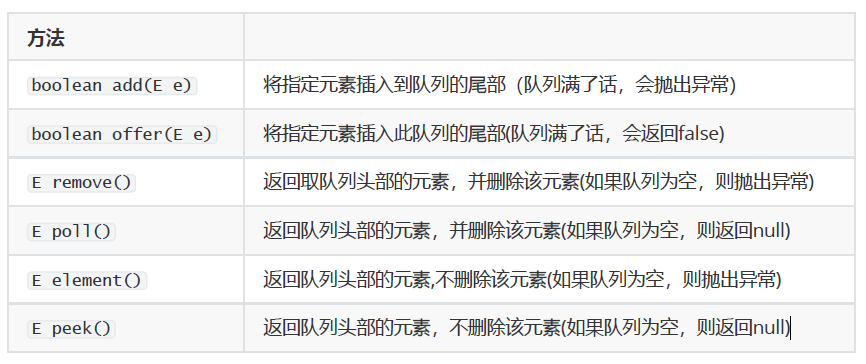 方法
boolean add(E e) 将指定元素插入到队列的尾部（队列满了话，会抛出异常)
boolean offer(E e) 将指定元素插入此队列的尾部(队列满了话，会返回false)
E remove() 返回取队列头部的元素，并删除该元素(如果队列为空，则抛出异常)
E poll() 返回队列头部的元素，并删除该元素(如果队列为空，则返回null)
E element() 返回队列头部的元素,不删除该元素(如果队列为空，则抛出异常)
E peek() 返回队列头部的元素，不删除该元素(如果队列为空，则返回null)